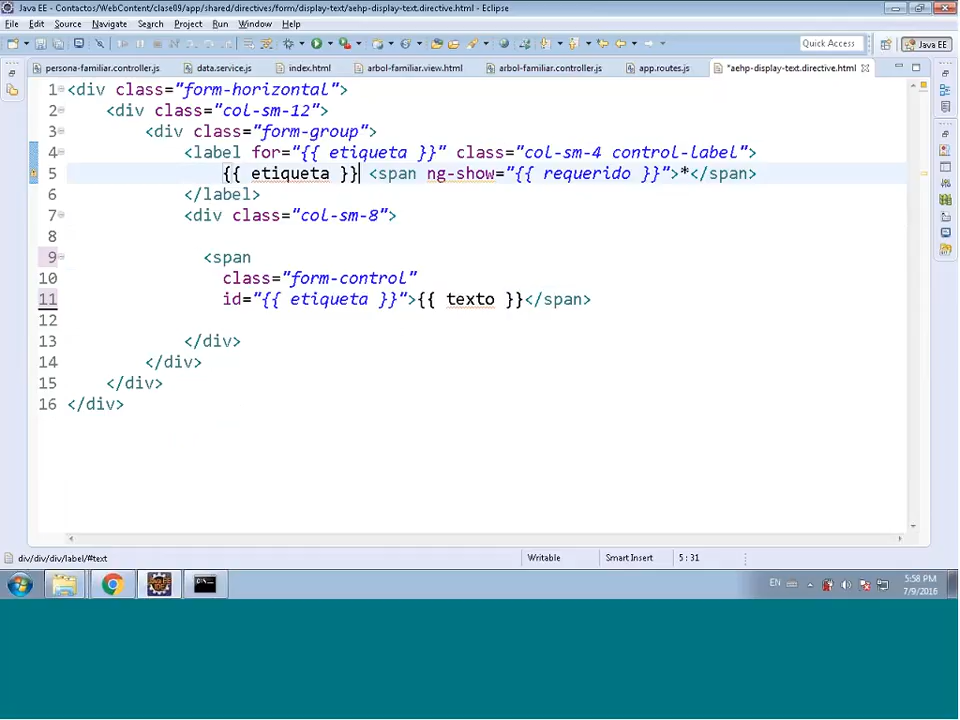 Java EE - Contactos/WebContent/clase09/app/shared/directives/form/display-text/aehp-display-text.directive.html - Eclipse
File Edit Source Navigate Search Project Run Window Help
Quick Access Java EE
persona-familiar.controller.js data.service.js index.html arbol-familiar.view.html arbol-familiar.controller.js app.routes.js *aehp-display-text.directive.html
1 <div class="form-horizontal">
2 <div class="col-sm-12">
3 <div class="form-group">
4 <label for="{{ etiqueta }}" class="col-sm-4 control-label">
5 {{ etiqueta }} <span ng-show="{{ requerido }}">*</span>
6 </label>
7 <div class="col-sm-8">
8
9 <span
10 class="form-control"
11 id="{{ etiqueta }}">{{ texto }}</span>
12
13 </div>
14 </div>
15 </div>
16 </div>
div/div/div/label/#text Writable Smart Insert 5 : 31
EN 5:58 PM
7/9/2016